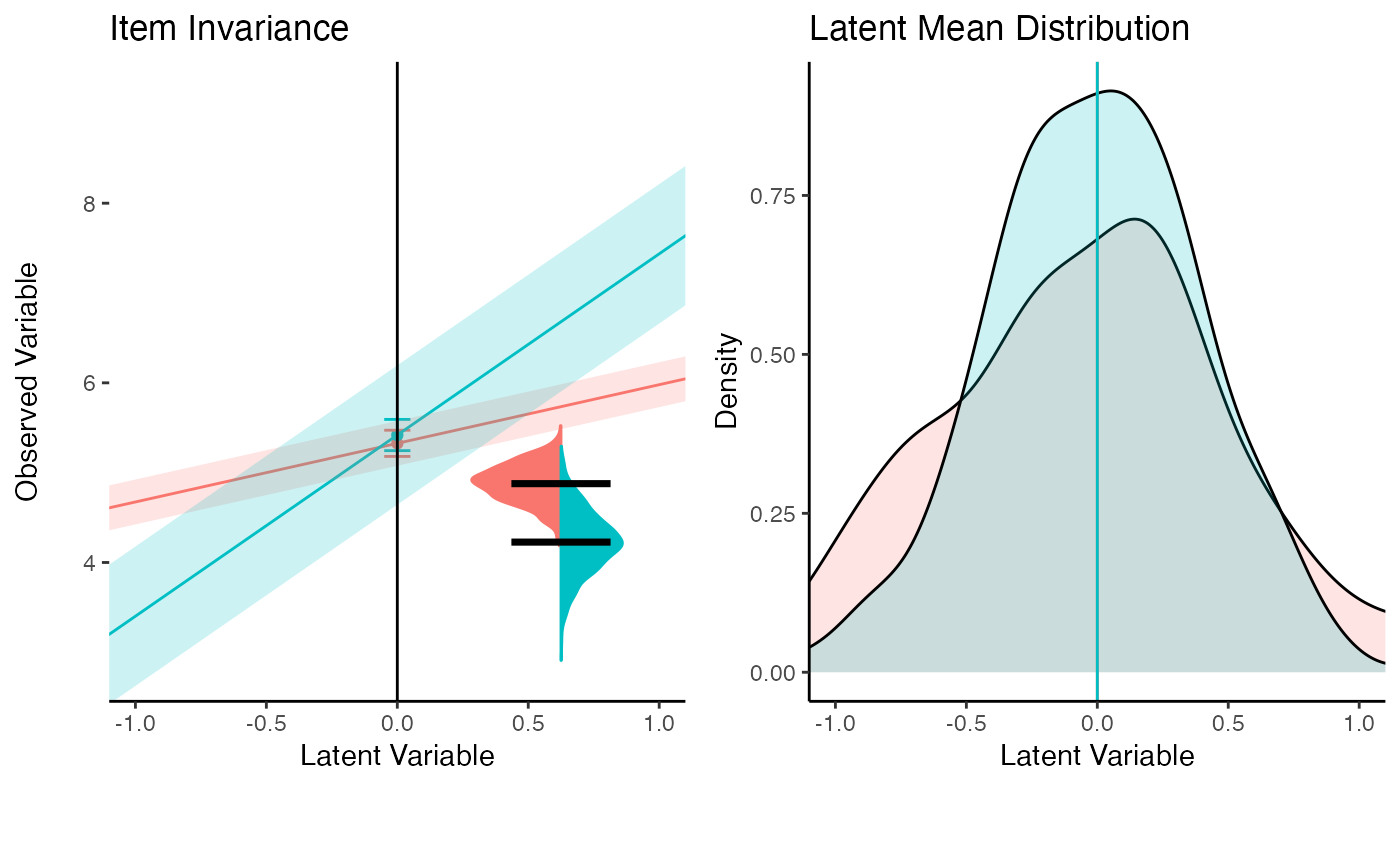 Item Invariance
Observed Variable
8
6
4
-1.0 -0.5 0.0 0.5 1.0
Latent Variable
Latent Mean Distribution
Density
0.75
0.50
0.25
0.00
-1.0 -0.5 0.0 0.5 1.0
Latent Variable